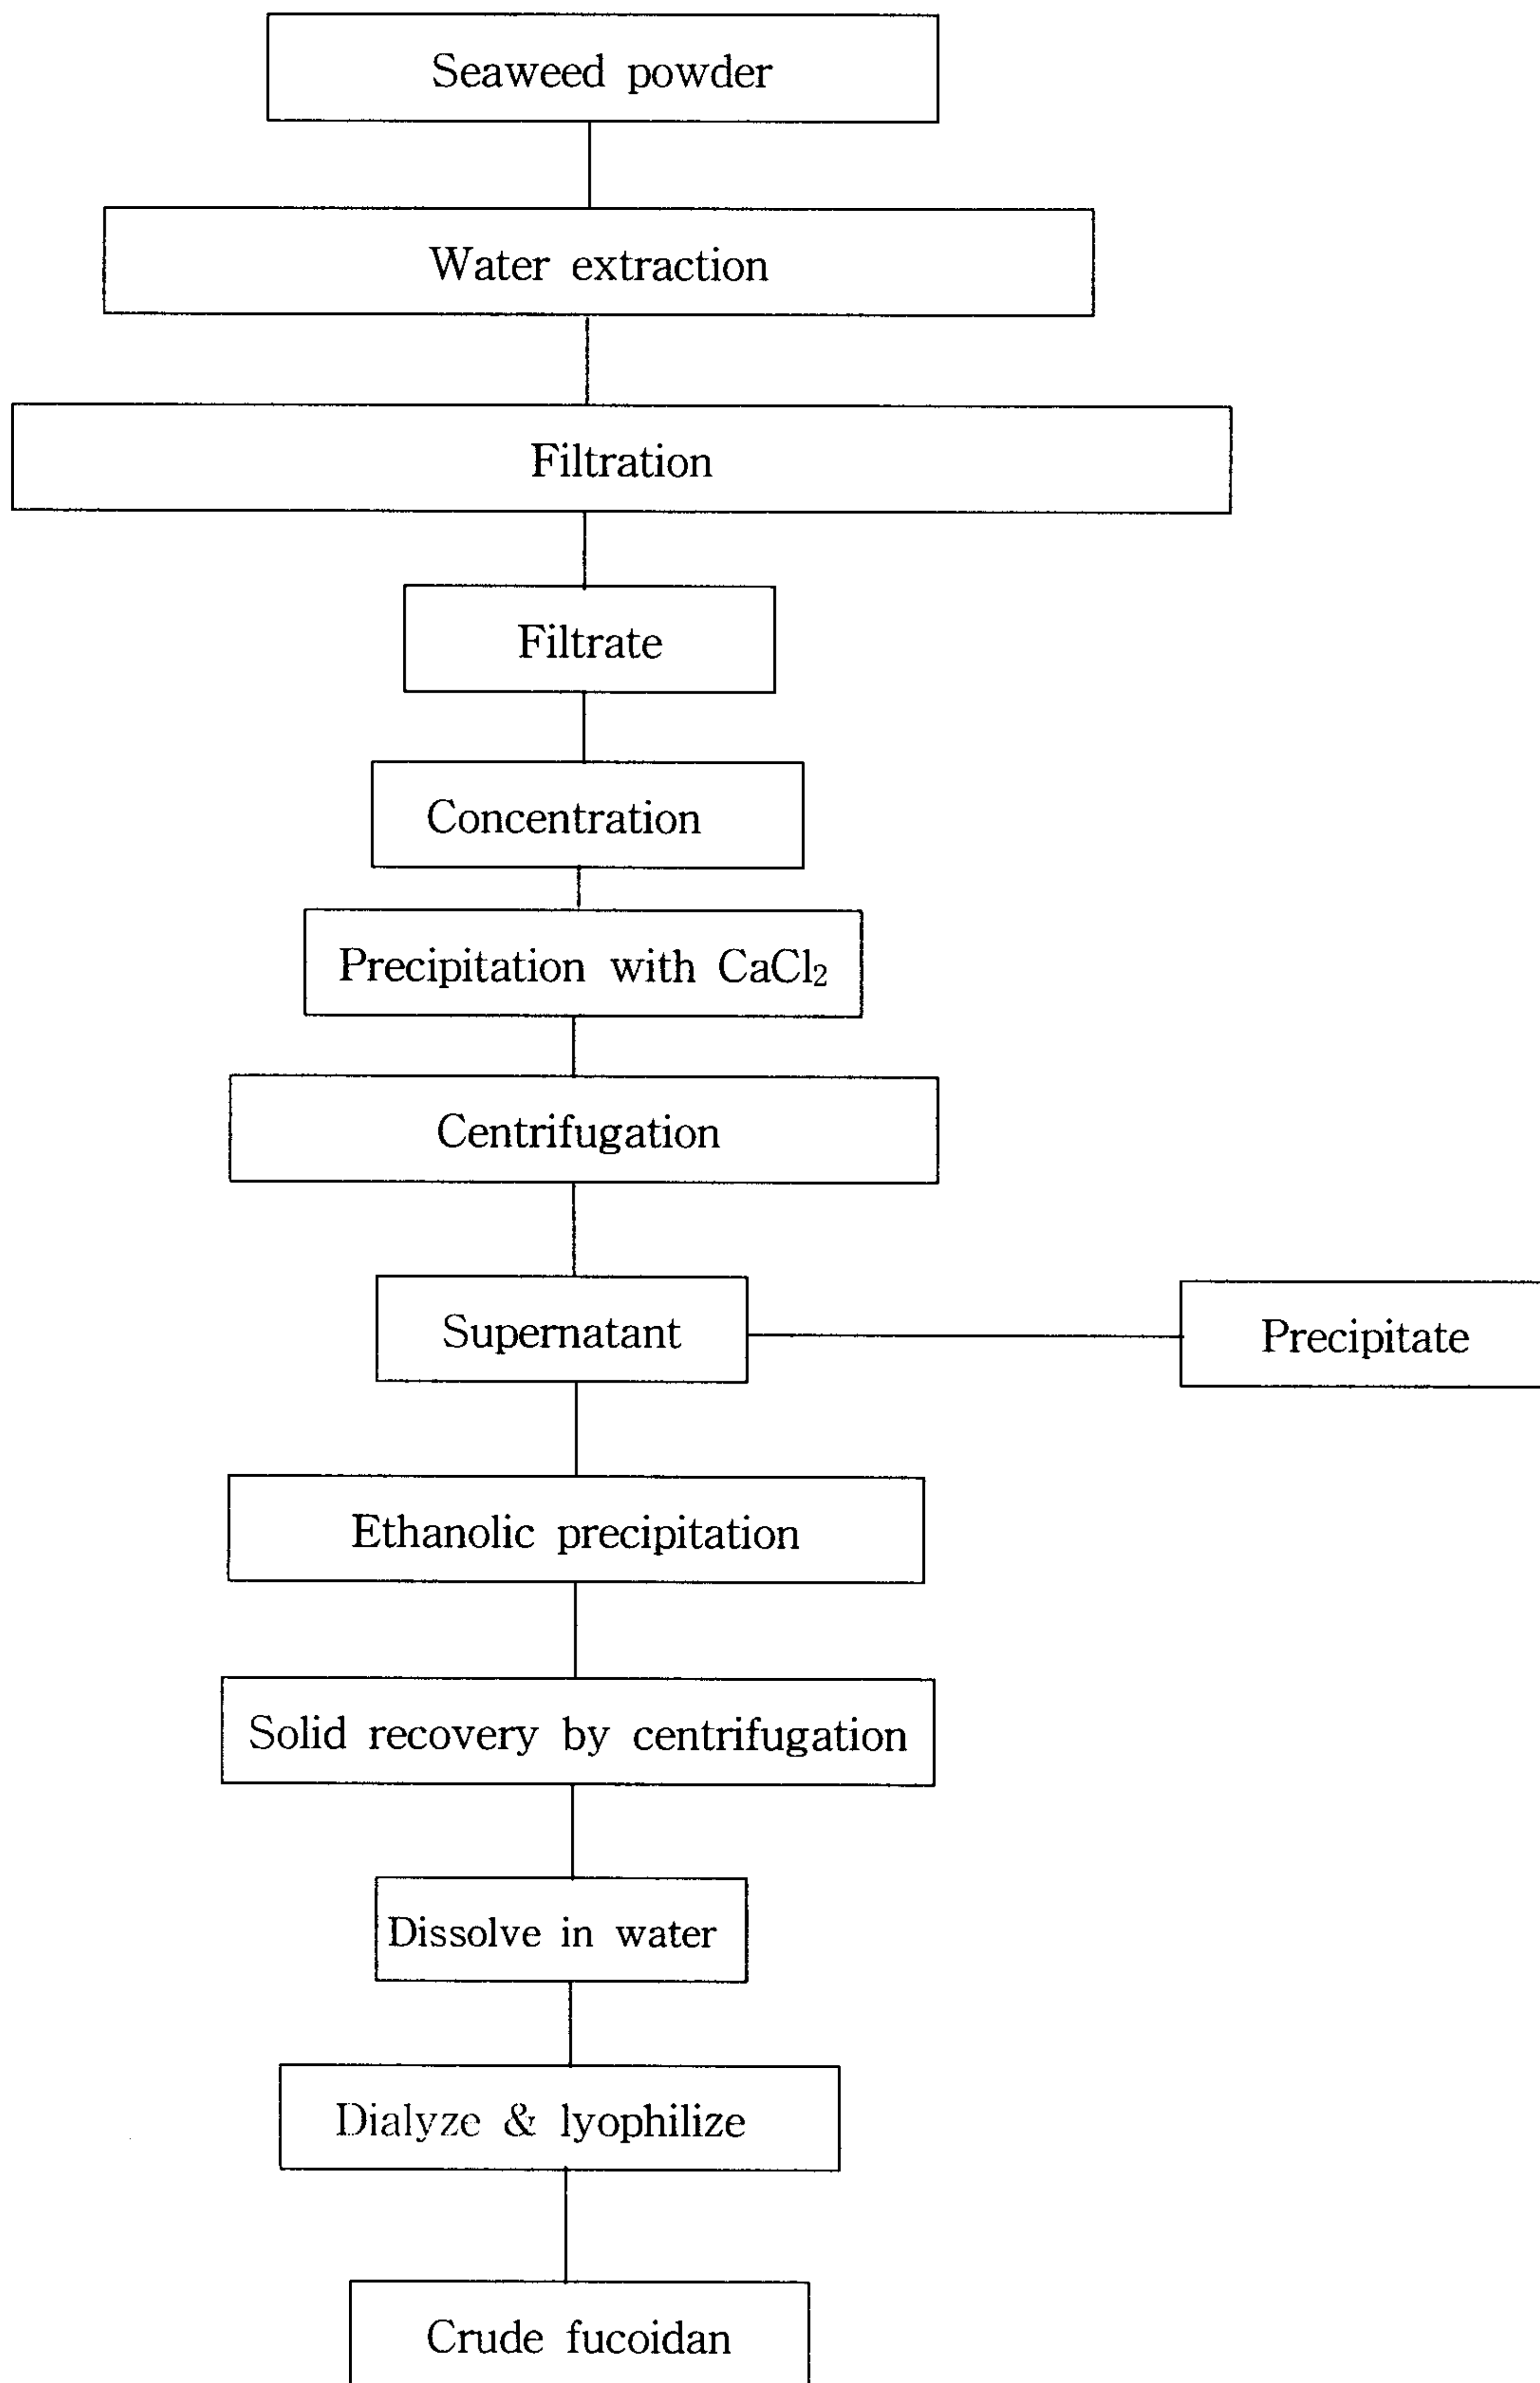 Seaweed powder
Water extraction
Filtration
Filtrate
Concentration
Precipitation with CaCl₂
Centrifugation
Supernatant
Precipitate
Ethanolic precipitation
Solid recovery by centrifugation
Dissolve in water
Dialyze & lyophilize
Crude fucoidan